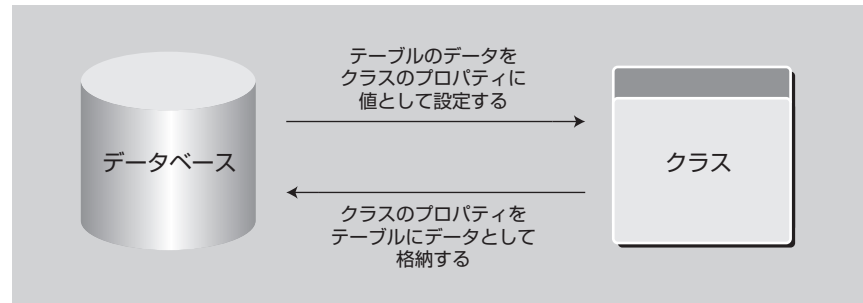 テーブルのデータを
クラスのプロパティに
値として設定する
データベース
クラス
クラスのプロパティを
テーブルにデータとして
格納する